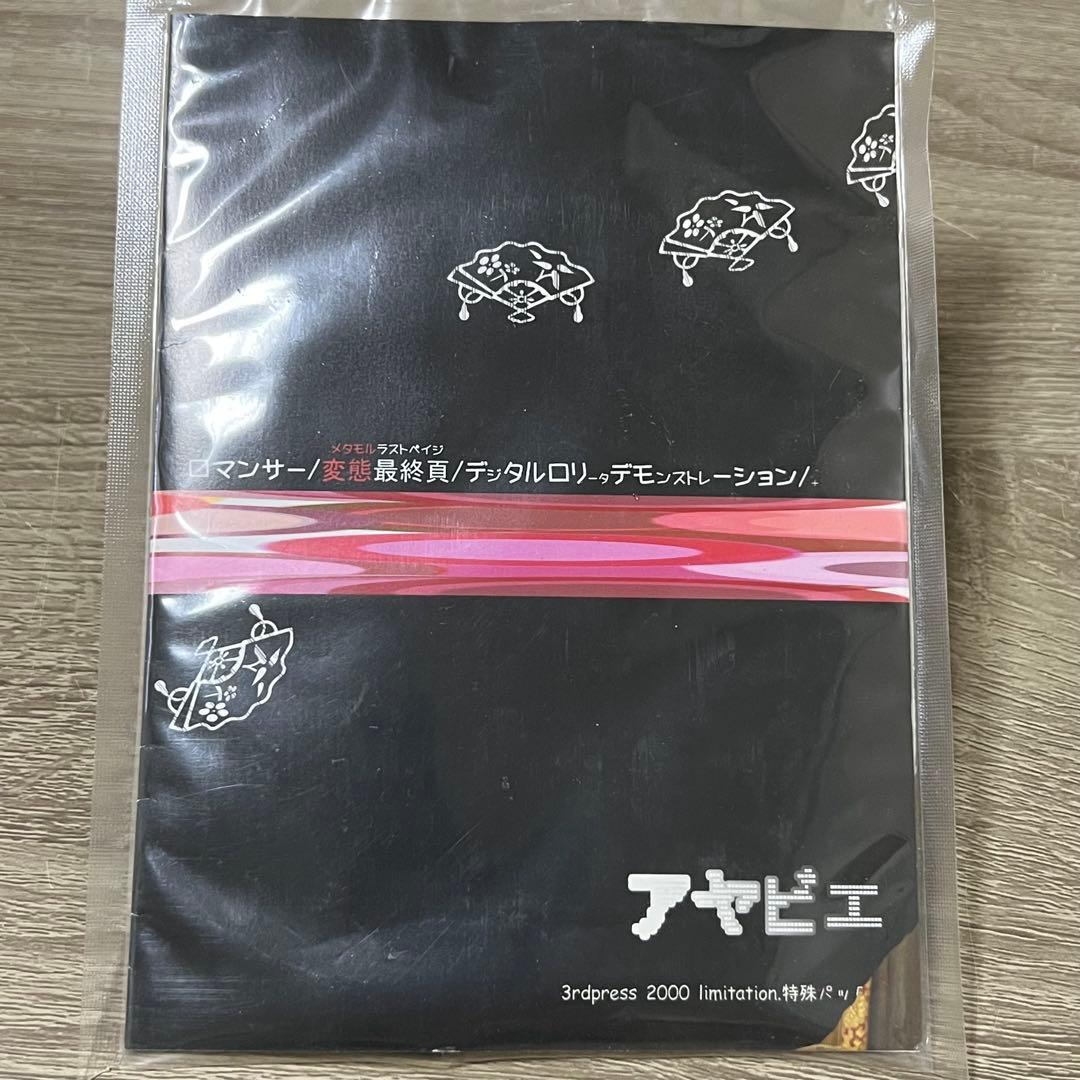 メタモルラストペイジ
ロマンサー/変態最終頁/デジタルロリータデモンストレーション/+
アヤビエ
3rdpress 2000 limitation.特殊パッ